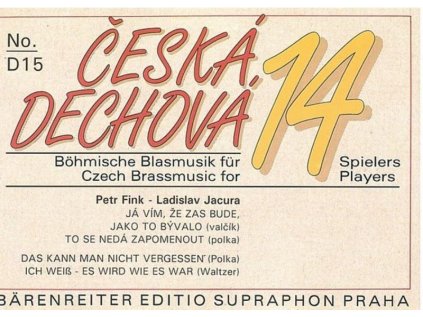 No.
D15
ČESKÁ
DECHOVÁ
14
Böhmische Blasmusik für
Czech Brassmusic for
Spielers
Players
Petr Fink - Ladislav Jacura
JÁ VÍM, ŽE ZAS BUDE,
JAKO TO BÝVALO (valčík)
TO SE NEDÁ ZAPOMENOUT (polka)
DAS KANN MAN NICHT VERGESSEN (Polka)
ICH WEIß - ES WIRD WIE ES WAR (Waltzer)
BÄRENREITER EDITIO SUPRAPHON PRAHA